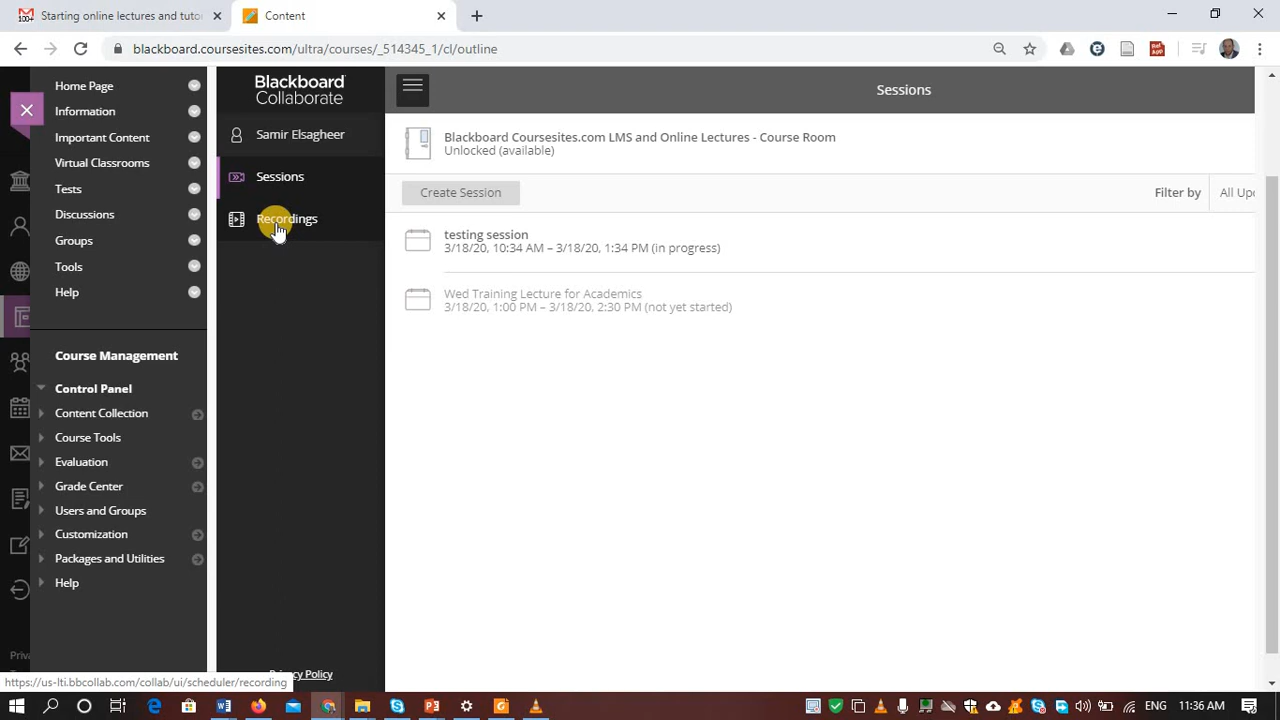 Starting online lectures and tuto
Content
blackboard.coursesites.com/ultra/courses/_514345_1/cl/outline
Home Page
Information
Important Content
Virtual Classrooms
Tests
Discussions
Groups
Tools
Help
Course Management
Control Panel
Content Collection
Course Tools
Evaluation
Grade Center
Users and Groups
Customization
Packages and Utilities
Help
Priva
Blackboard
Collaborate
Samir Elsagheer
Sessions
Recordings
Privacy Policy
Sessions
Blackboard Coursesites.com LMS and Online Lectures - Course Room
Unlocked (available)
Create Session
Filter by
All Upc
testing session
3/18/20, 10:34 AM – 3/18/20, 1:34 PM (in progress)
Wed Training Lecture for Academics
3/18/20, 1:00 PM – 3/18/20, 2:30 PM (not yet started)
https://us-lti.bbcollab.com/collab/ui/scheduler/recording
11:36 AM